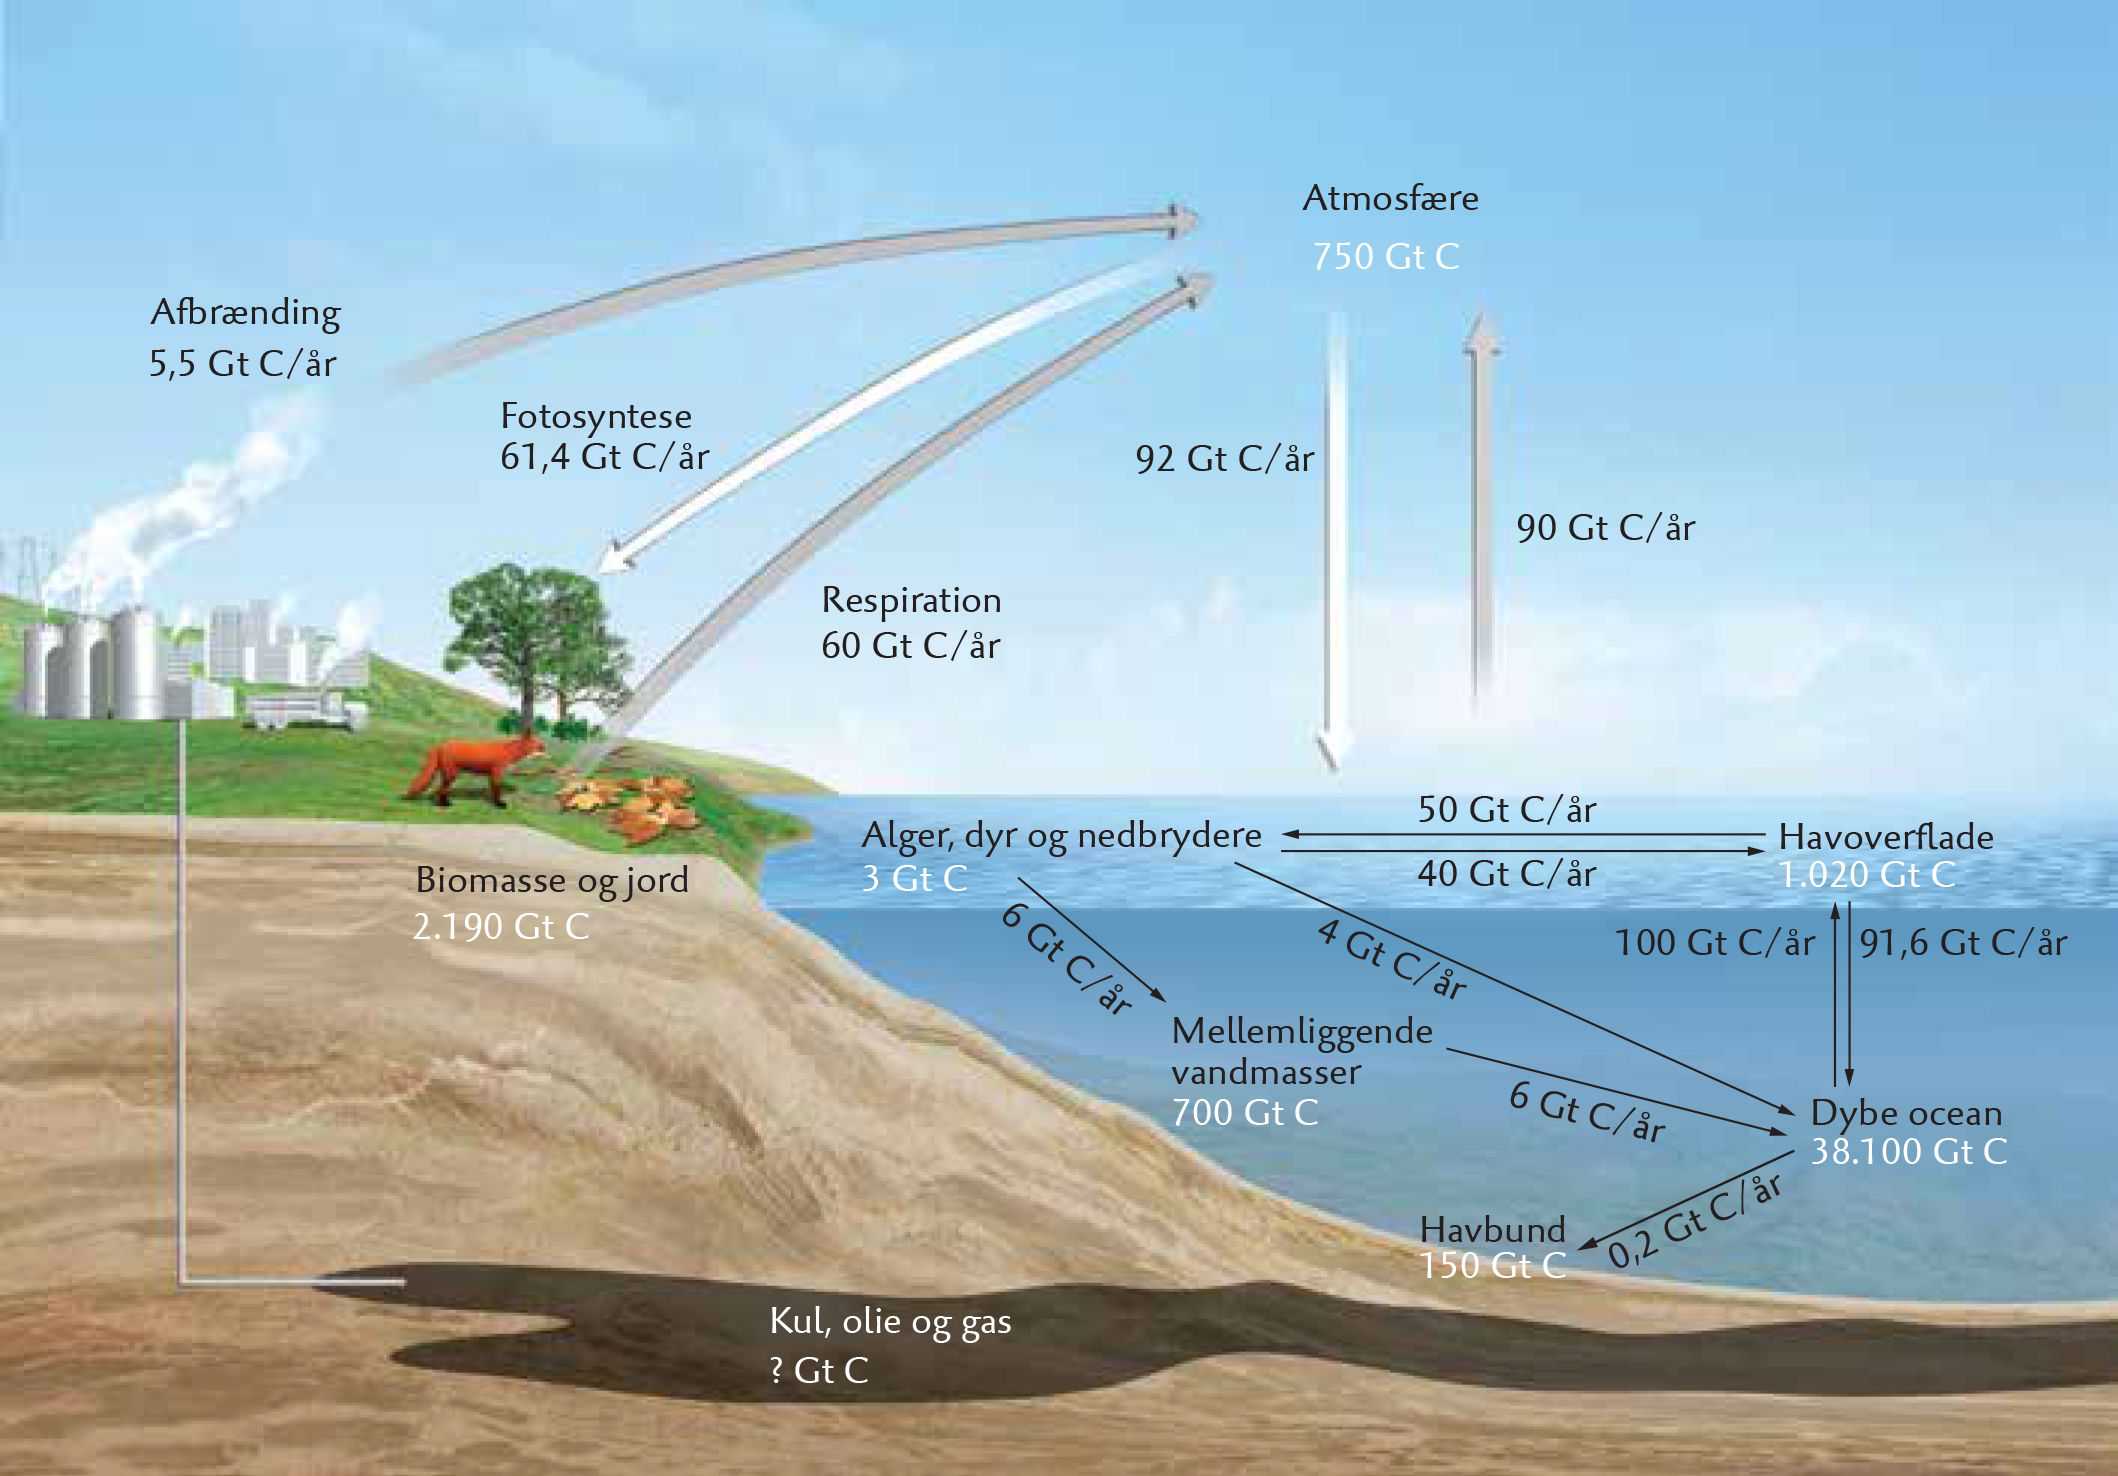 Atmosfære
750 Gt C
Afbrænding
5,5 Gt C/år
Fotosyntese
61,4 Gt C/år
92 Gt C/år
90 Gt C/år
Respiration
60 Gt C/år
50 Gt C/år
Alger, dyr og nedbrydere
3 Gt C
Havoverflade
1.020 Gt C
40 Gt C/år
Biomasse og jord
2.190 Gt C
6 Gt C/år
4 Gt C/år
100 Gt C/år
91,6 Gt C/år
Mellemliggende
vandmasser
700 Gt C
6 Gt C/år
Dybe ocean
38.100 Gt C
0,2 Gt C/år
Havbund
150 Gt C
Kul, olie og gas
? Gt C